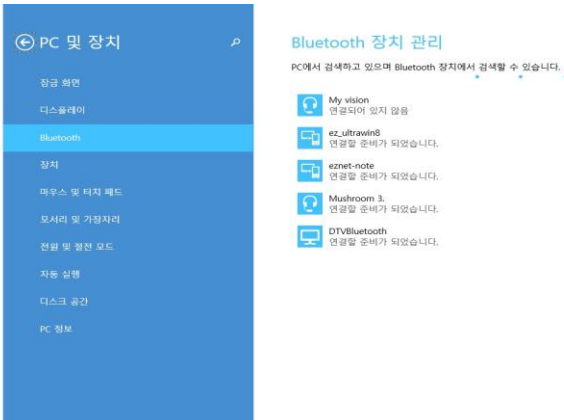 PC 및 장치
잠금 화면
디스플레이
Bluetooth
장치
마우스 및 터치 패드
모서리 및 가장자리
전원 및 절전 모드
자동 실행
디스크 공간
PC 정보
Bluetooth 장치 관리
PC에서 검색하고 있으며 Bluetooth 장치에서 검색할 수 있습니다.
My vision
연결되어 있지 않음
ez_ultrawin8
연결할 준비가 되었습니다.
eznet-note
연결할 준비가 되었습니다.
Mushroom 3.
연결할 준비가 되었습니다.
DTVBluetooth
연결할 준비가 되었습니다.